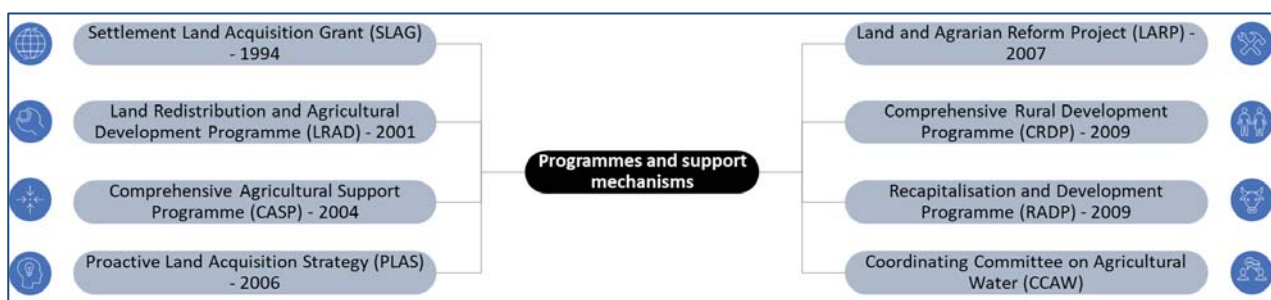 Settlement Land Acquisition Grant (SLAG)
- 1994
Land Redistribution and Agricultural
Development Programme (LRAD) - 2001
Comprehensive Agricultural Support
Programme (CASP) - 2004
Proactive Land Acquisition Strategy (PLAS)
- 2006
Programmes and support
mechanisms
Land and Agrarian Reform Project (LARP) -
2007
Comprehensive Rural Development
Programme (CRDP) - 2009
Recapitalisation and Development
Programme (RADP) - 2009
Coordinating Committee on Agricultural
Water (CCAW)